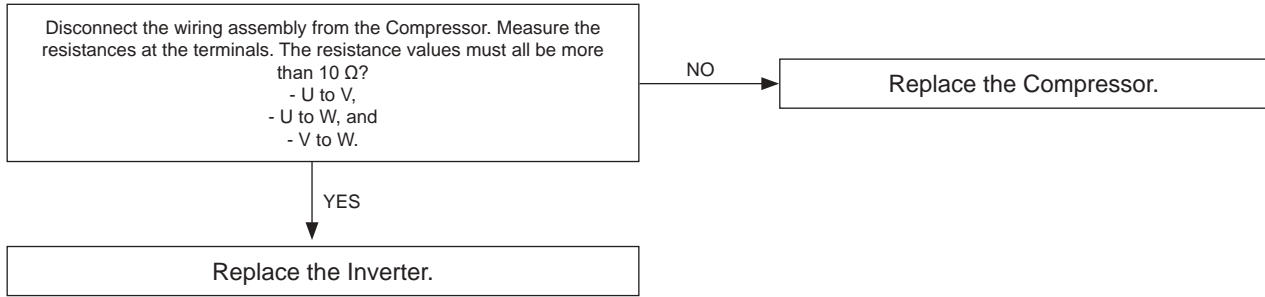 Disconnect the wiring assembly from the Compressor. Measure the
resistances at the terminals. The resistance values must all be more
than 10 Ω?
- U to V,
- U to W, and
- V to W.
NO
Replace the Compressor.
YES
Replace the Inverter.